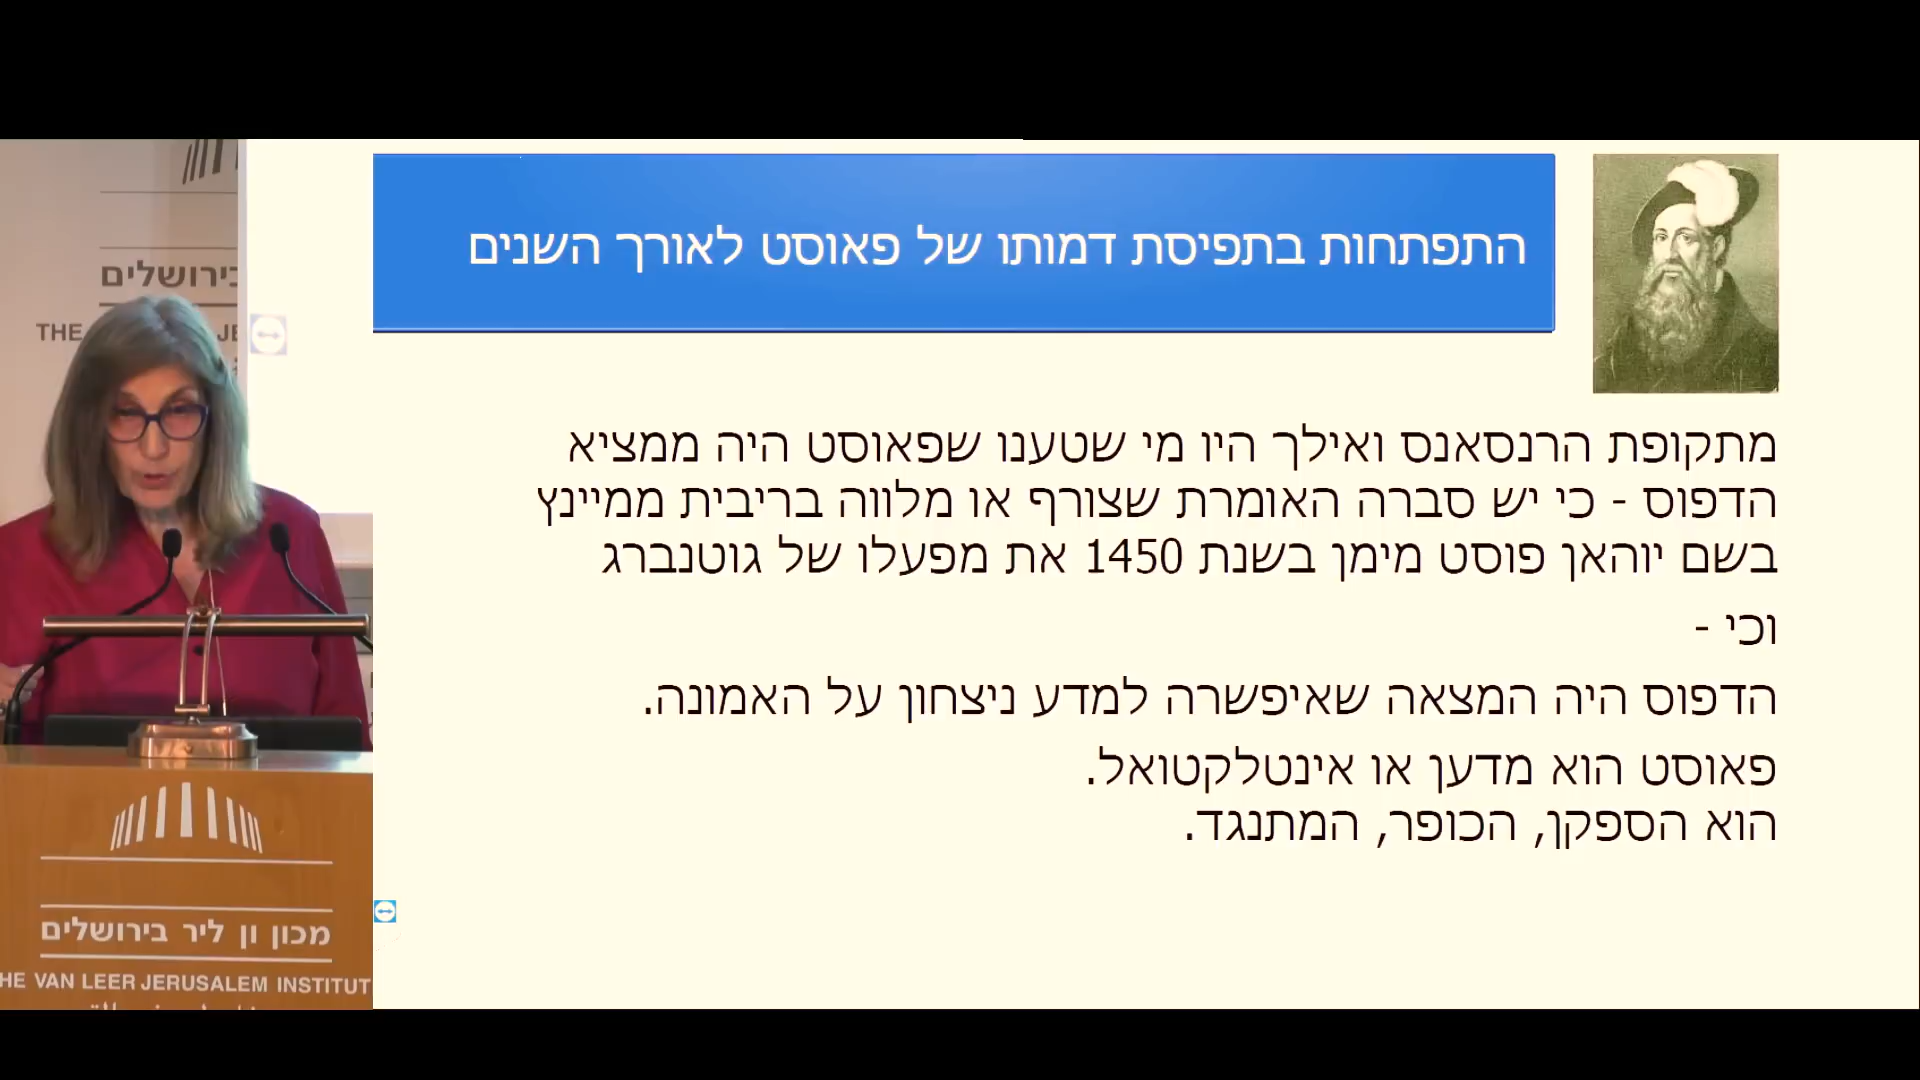 התפתחות בתפיסת דמותו של פאוסט לאורך השנים
מתקופת הרנסאנס ואילך היו מי שטענו שפאוסט היה ממציא
הדפוס - כי יש סברה האומרת שצורף או מלווה בריבית ממיינץ
בשם יוהאן פוסט מימן בשנת 1450 את מפעלו של גוטנברג
וכי -
הדפוס היה המצאה שאיפשרה למדע ניצחון על האמונה.
פאוסט הוא מדען או אינטלקטואל.
הוא הספקן, הכופר, המתנגד.
בירושלים
THE JE
מכון ון ליר בירושלים
HE VAN LEER JERUSALEM INSTITUT